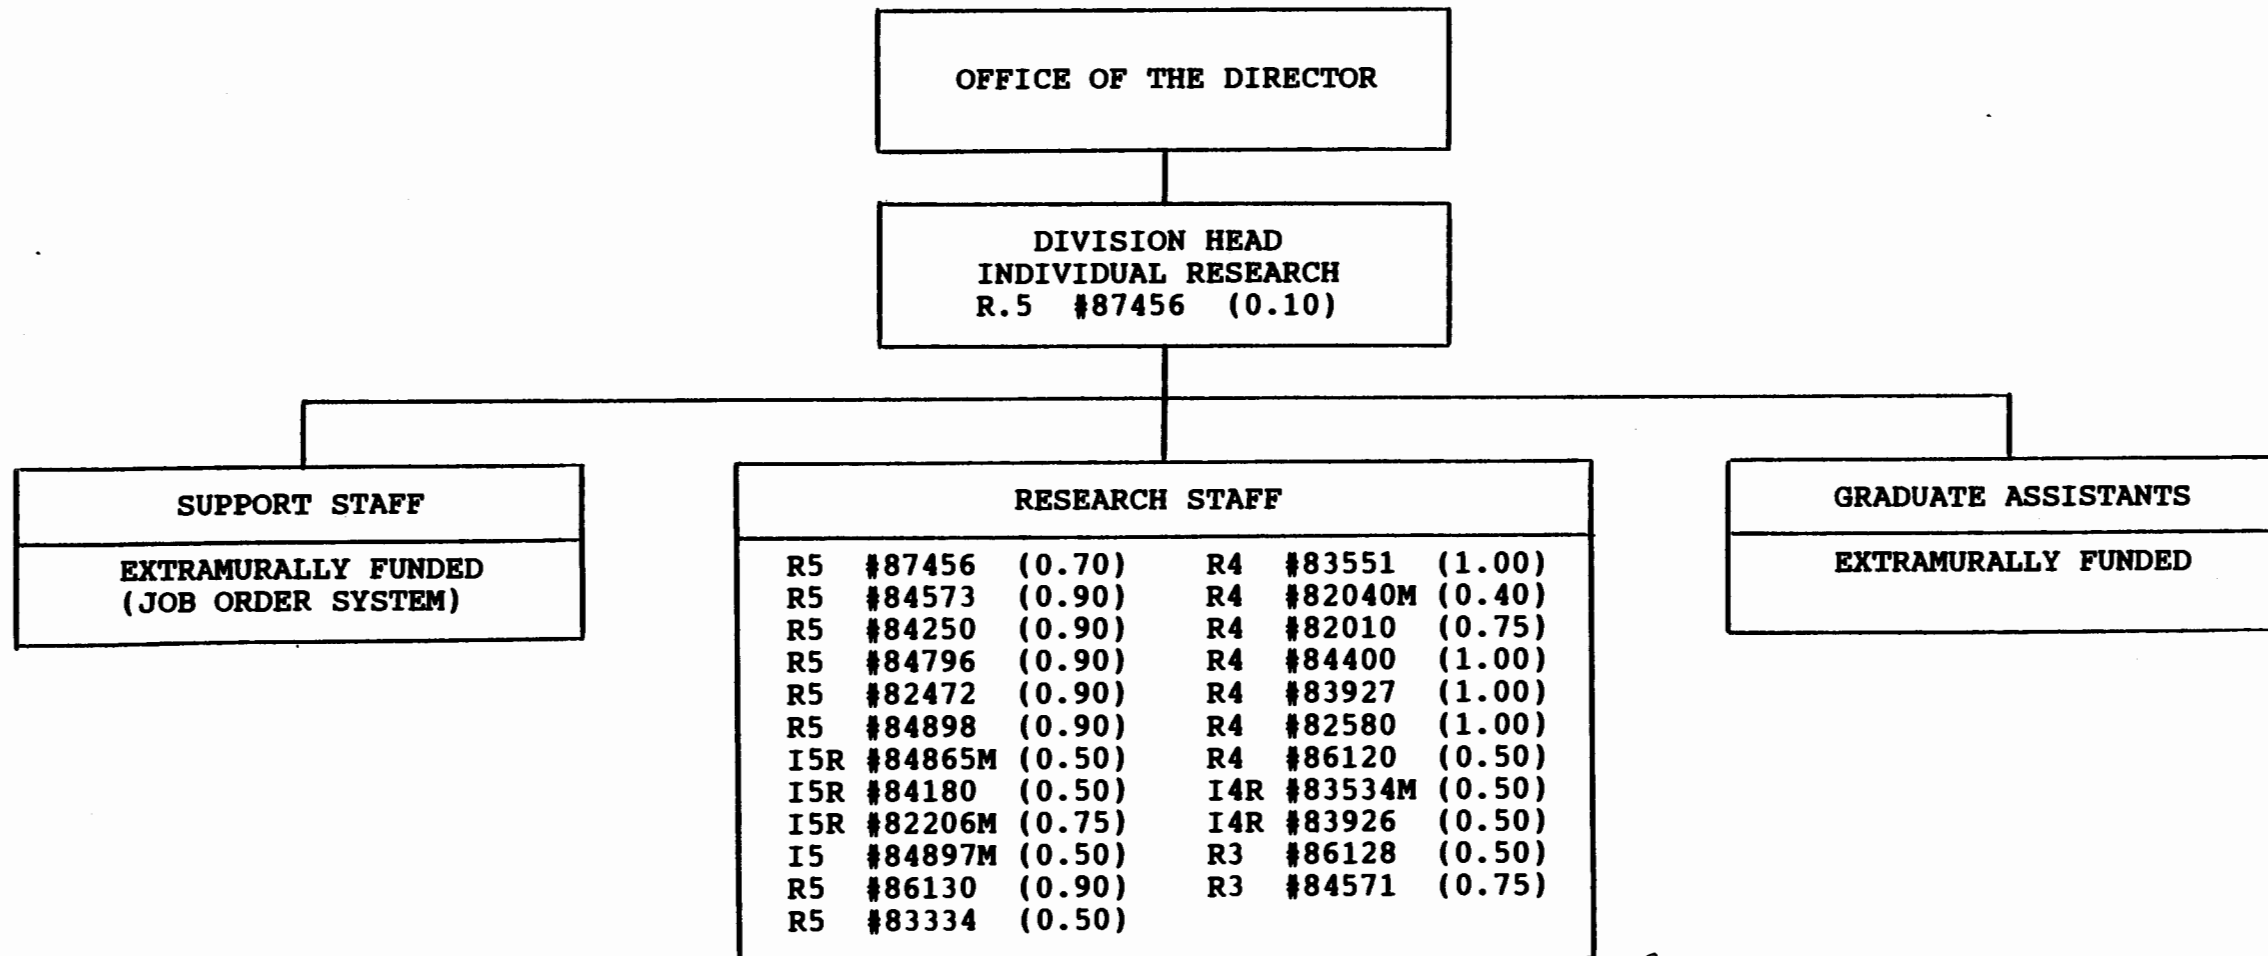 OFFICE OF THE DIRECTOR
DIVISION HEAD
INDIVIDUAL RESEARCH
R.5 #87456 (0.10)
SUPPORT STAFF
EXTRAMURALLY FUNDED
(JOB ORDER SYSTEM)
RESEARCH STAFF
R5 #87456 (0.70) R4 #83551 (1.00)
R5 #84573 (0.90) R4 #82040M (0.40)
R5 #84250 (0.90) R4 #82010 (0.75)
R5 #84796 (0.90) R4 #84400 (1.00)
R5 #82472 (0.90) R4 #83927 (1.00)
R5 #84898 (0.90) R4 #82580 (1.00)
I5R #84865M (0.50) R4 #86120 (0.50)
I5R #84180 (0.50) I4R #83534M (0.50)
I5R #82206M (0.75) I4R #83926 (0.50)
I5 #84897M (0.50) R3 #86128 (0.50)
R5 #86130 (0.90) R3 #84571 (0.75)
R5 #83334 (0.50)
GRADUATE ASSISTANTS
EXTRAMURALLY FUNDED